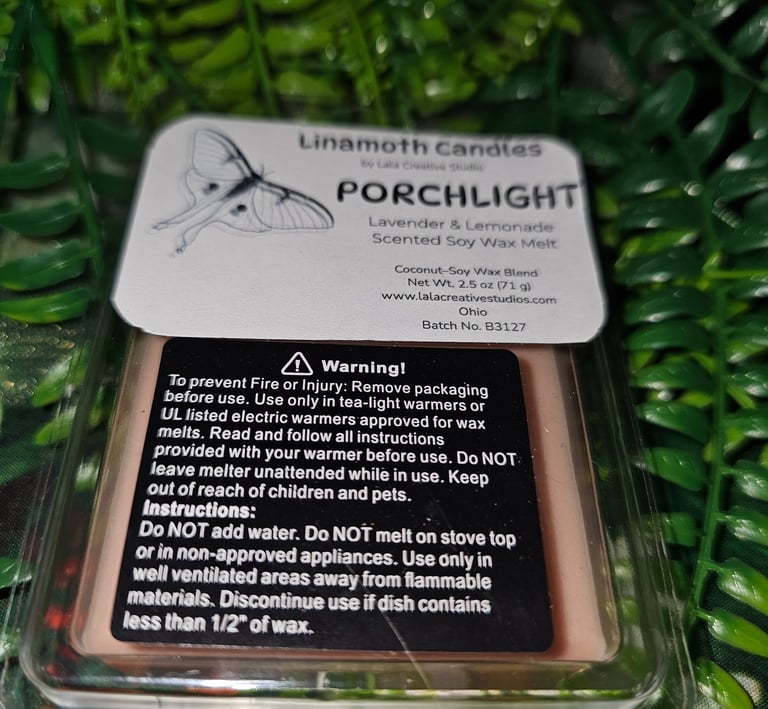 Linamoth Candles
by Lala Creative Studio
PORCHLIGHT
Lavender & Lemonade
Scented Soy Wax Melt
Coconut-Soy Wax Blend
Net Wt. 2.5 oz (71 g)
www.lalacreativestudios.com
Ohio
Batch No. B3127
Warning!
To prevent Fire or Injury: Remove packaging
before use. Use only in tea-light warmers or
UL listed electric warmers approved for wax
melts. Read and follow all instructions
provided with your warmer before use. Do NOT
leave melter unattended while in use. Keep
out of reach of children and pets.
Instructions:
Do NOT add water. Do NOT melt on stove top
or in non-approved appliances. Use only in
well ventilated areas away from flammable
materials. Discontinue use if dish contains
less than 1/2" of wax.